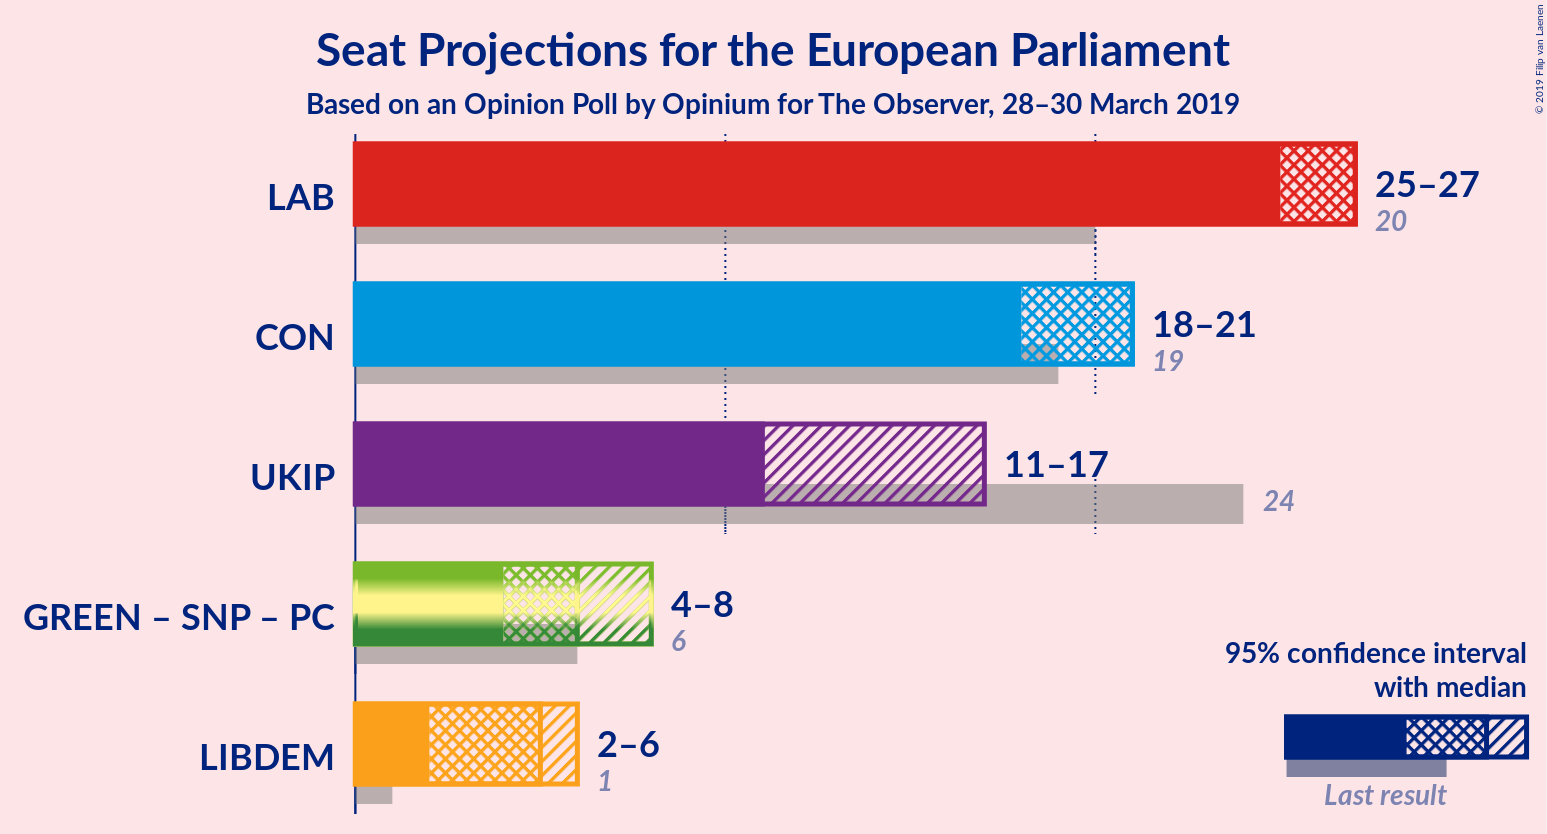 Seat Projections for the European Parliament
Based on an Opinion Poll by Opinium for The Observer, 28–30 March 2019
© 2019 Filip van Laenen
LAB
25–27
20
CON
18–21
19
UKIP
11–17
24
GREEN – SNP – PC
4–8
6
LIBDEM
2–6
1
95% confidence interval
with median
Last result